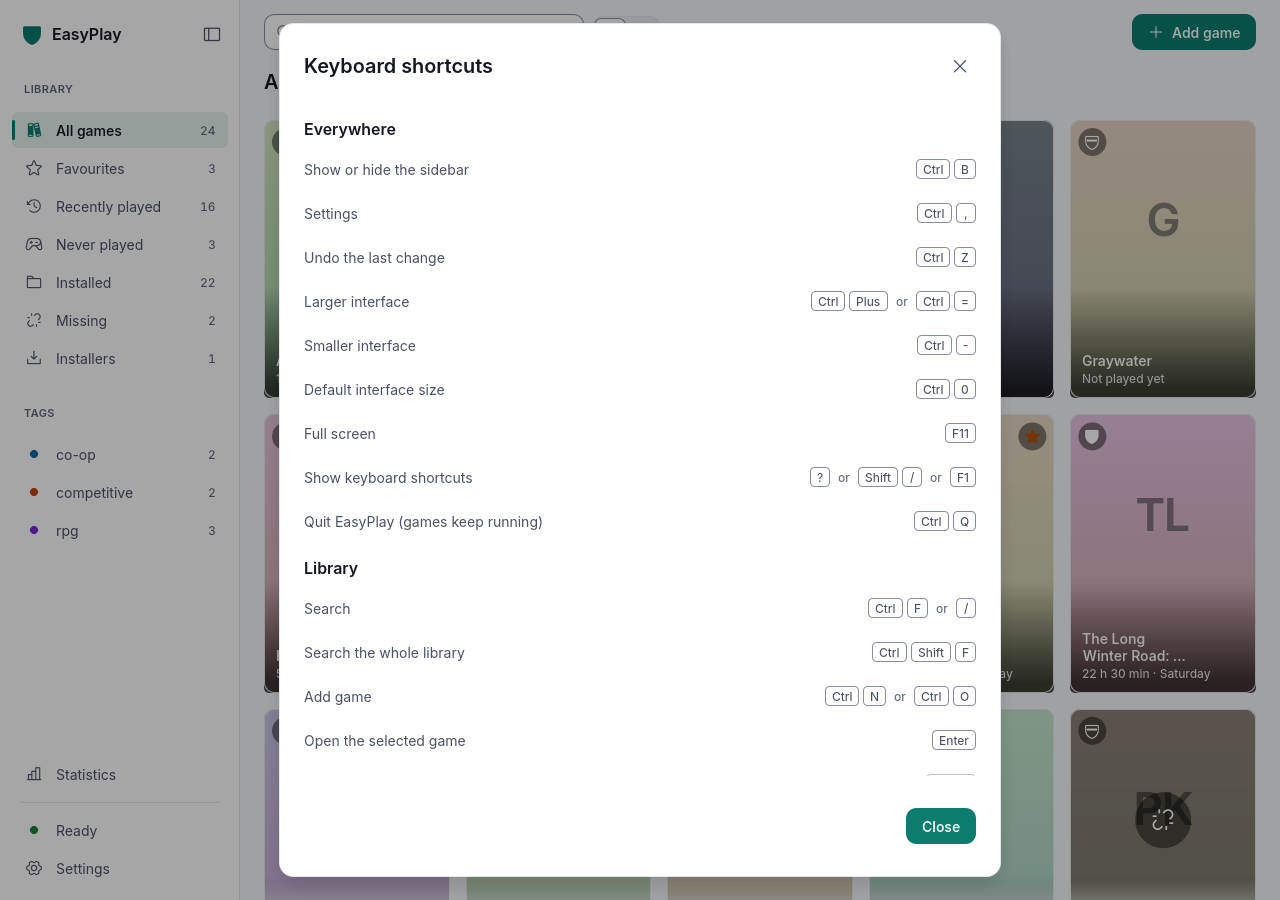 EasyPlay
Add game
LIBRARY
All games 24
Favourites 3
Recently played 16
Never played 3
Installed 22
Missing 2
Installers 1
TAGS
co-op 2
competitive 2
rpg 3
Statistics
Ready
Settings
Keyboard shortcuts
Everywhere
Show or hide the sidebar Ctrl B
Settings Ctrl ,
Undo the last change Ctrl Z
Larger interface Ctrl Plus or Ctrl =
Smaller interface Ctrl -
Default interface size Ctrl 0
Full screen F11
Show keyboard shortcuts ? or Shift / or F1
Quit EasyPlay (games keep running) Ctrl Q
Library
Search Ctrl F or /
Search the whole library Ctrl Shift F
Add game Ctrl N or Ctrl O
Open the selected game Enter
Close
G
Graywater
Not played yet
TL
The Long
Winter Road: …
22 h 30 min · Saturday